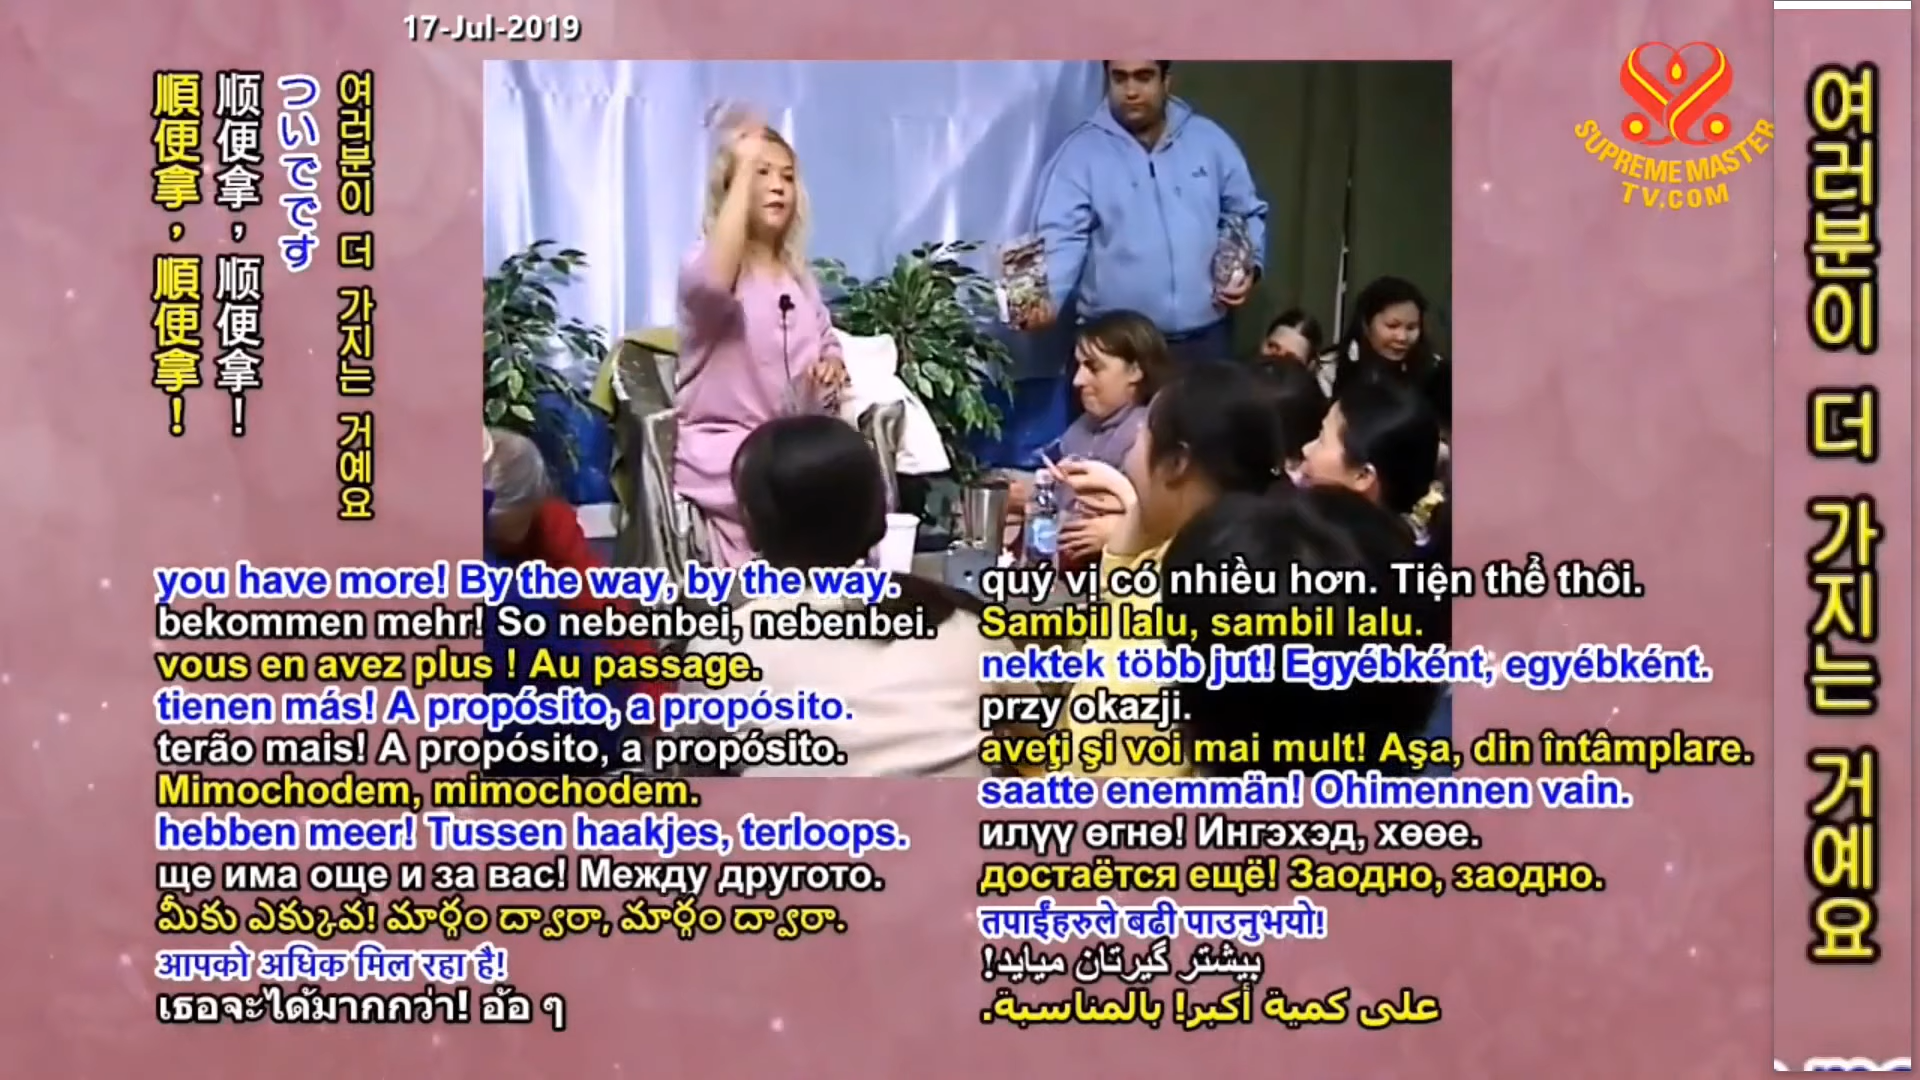 17-Jul-2019
順便拿，順便拿！
顺便拿，顺便拿！
ついでです
여러분이 더 가지는 거예요
SUPREME MASTER
TV.COM
여러분이 더 가지는 거예요
you have more! By the way, by the way.
bekommen mehr! So nebenbei, nebenbei.
vous en avez plus ! Au passage.
tienen más! A propósito, a propósito.
terão mais! A propósito, a propósito.
Mimochodem, mimochodem.
hebben meer! Tussen haakjes, terloops.
ще има още и за вас! Между другото.
మీకు ఎక్కువ! మార్గం ద్వారా, మార్గం ద్వారా.
आपको अधिक मिल रहा है!
เธอจะได้มากกว่า! อ้อ ๆ
quý vị có nhiều hơn. Tiện thể thôi.
Sambil lalu, sambil lalu.
nektek több jut! Egyébként, egyébként.
przy okazji.
aveţi şi voi mai mult! Aşa, din întâmplare.
saatte enemmän! Ohimennen vain.
илүү өгнө! Ингэхэд, хөөе.
достаётся ещё! Заодно, заодно.
तपाईंहरुले बढी पाउनुभयो!
بیشتر گیرتان میاید!
على كمية أكبر! بالمناسبة.